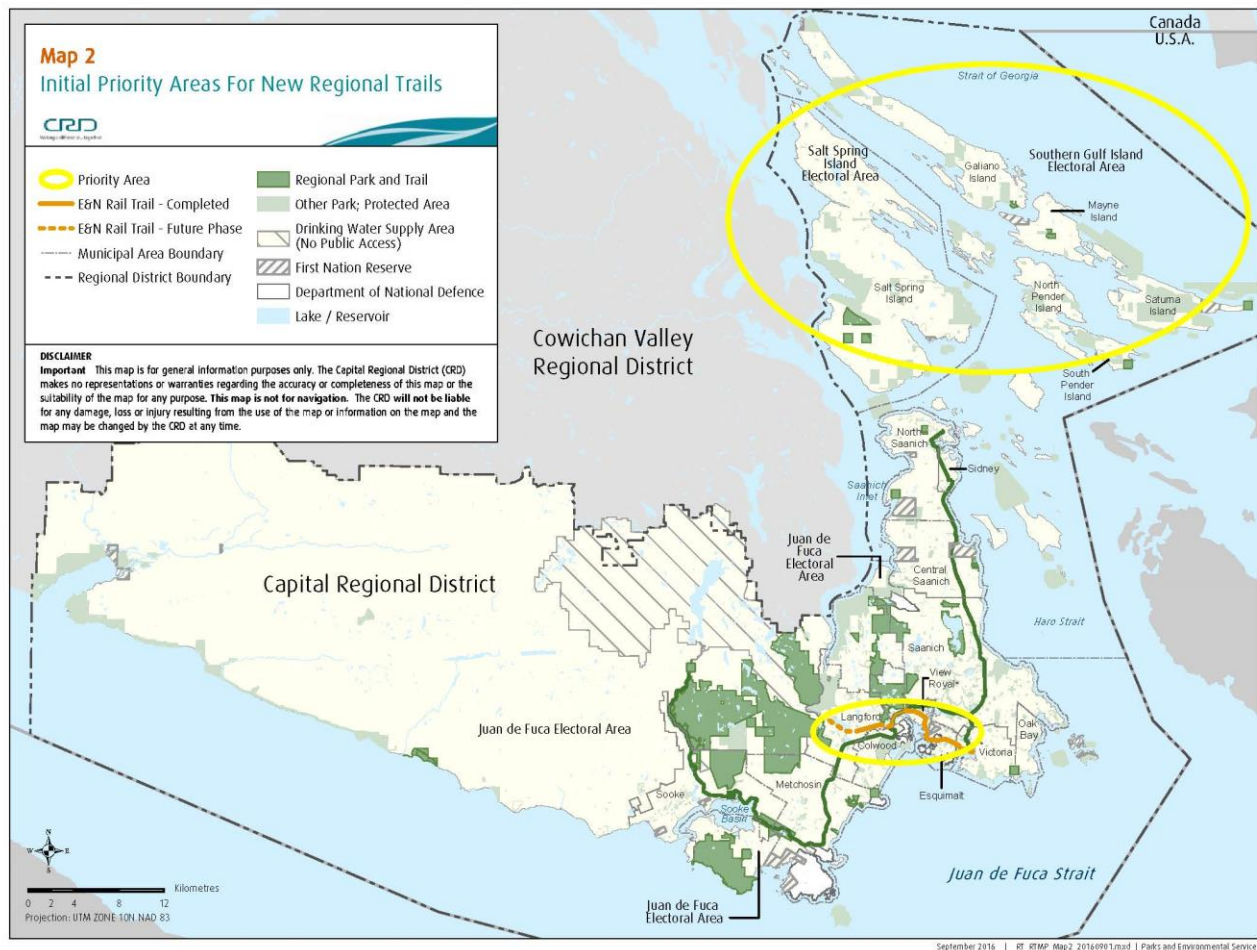 Map 2
Initial Priority Areas For New Regional Trails
CRD
Priority Area
E&N Rail Trail - Completed
E&N Rail Trail - Future Phase
Municipal Area Boundary
Regional District Boundary
Regional Park and Trail
Other Park; Protected Area
Drinking Water Supply Area
(No Public Access)
First Nation Reserve
Department of National Defence
Lake / Reservoir
DISCLAIMER
Important This map is for general information purposes only. The Capital Regional District (CRD)
makes no representations or warranties regarding the accuracy or completeness of this map or the
suitability of the map for any purpose. This map is not for navigation. The CRD will not be liable
for any damage, loss or injury resulting from the use of the map or information on the map and the
map may be changed by the CRD at any time.
Canada
U.S.A.
Strait of Georgia
Salt Spring
Island
Electoral Area
Galiano
Island
Southern Gulf Island
Electoral Area
Mayne
Island
Salt Spring
Island
North
Pender
Island
Saturna
Island
South
Pender
Island
Cowichan Valley
Regional District
North
Saanich
Sidney
Saanich
Inlet
Juan de
Fuca
Electoral
Area
Central
Saanich
Capital Regional District
Haro Strait
Saanich
View
Royal
Langford
Oak
Bay
Juan de Fuca Electoral Area
Colwood
Victoria
Metchosin
Esquimalt
Sooke
Sooke
Basin
Juan de Fuca Strait
Juan de Fuca
Electoral Area
N
W
E
S
Kilometres
0 2 4 8 12
Projection: UTM ZONE 10N NAD 83
September 2016 | RT_RTMP_Map2_20160901.mxd | Parks and Environmental Services